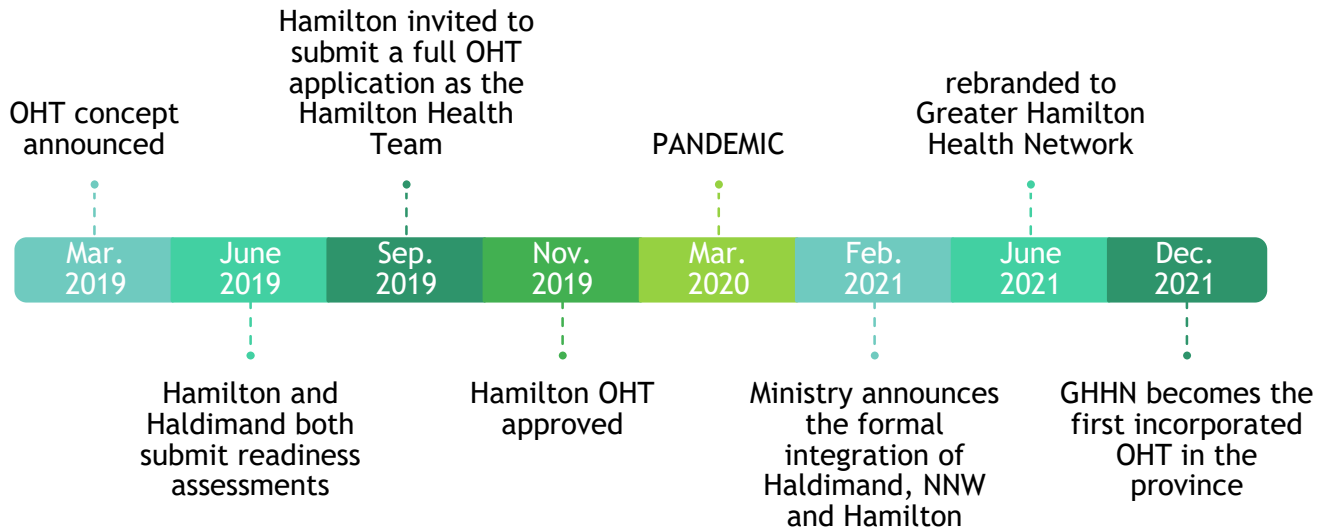 OHT concept
announced
Hamilton invited to
submit a full OHT
application as the
Hamilton Health
Team
PANDEMIC
rebranded to
Greater Hamilton
Health Network
Mar.
2019
June
2019
Sep.
2019
Nov.
2019
Mar.
2020
Feb.
2021
June
2021
Dec.
2021
Hamilton and
Haldimand both
submit readiness
assessments
Hamilton OHT
approved
Ministry announces
the formal
integration of
Haldimand, NNW
and Hamilton
GHHN becomes the
first incorporated
OHT in the
province